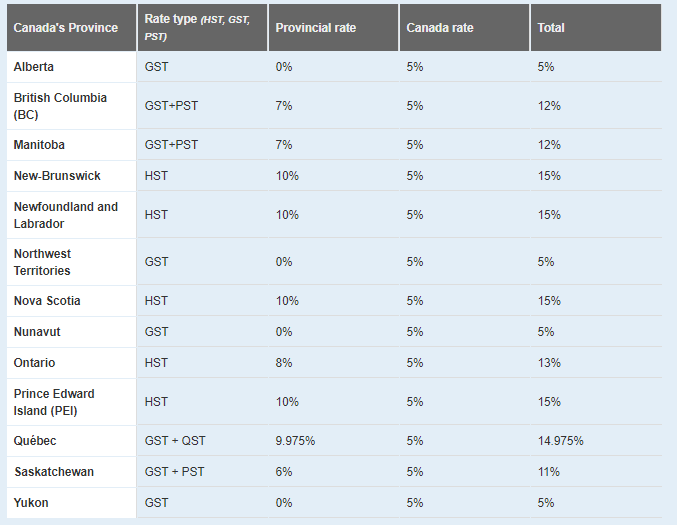 Canada's Province Rate type (HST, GST, PST) Provincial rate Canada rate Total
Alberta GST 0% 5% 5%
British Columbia (BC) GST+PST 7% 5% 12%
Manitoba GST+PST 7% 5% 12%
New-Brunswick HST 10% 5% 15%
Newfoundland and Labrador HST 10% 5% 15%
Northwest Territories GST 0% 5% 5%
Nova Scotia HST 10% 5% 15%
Nunavut GST 0% 5% 5%
Ontario HST 8% 5% 13%
Prince Edward Island (PEI) HST 10% 5% 15%
Québec GST + QST 9.975% 5% 14.975%
Saskatchewan GST + PST 6% 5% 11%
Yukon GST 0% 5% 5%